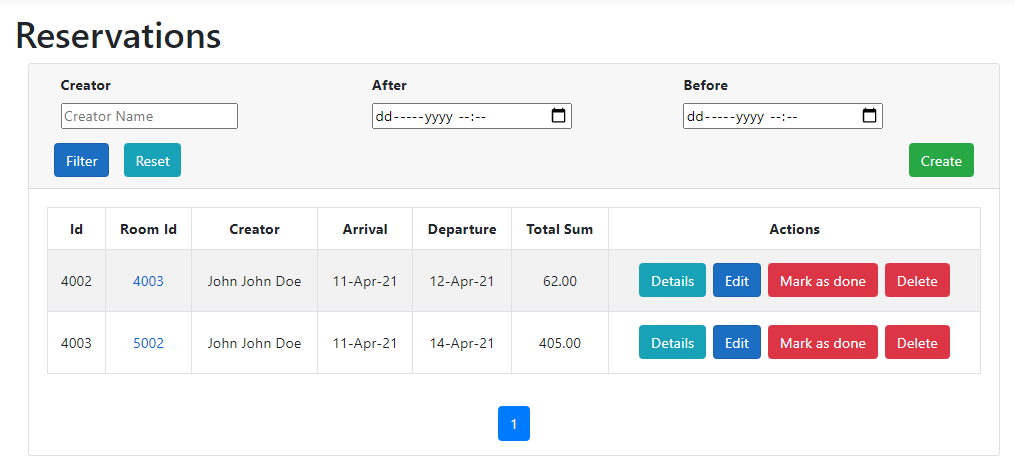 Reservations
Creator After Before
Creator Name dd-----yyyy --:-- dd-----yyyy --:--
Filter Reset Create
Id Room Id Creator Arrival Departure Total Sum Actions
4002 4003 John John Doe 11-Apr-21 12-Apr-21 62.00 Details Edit Mark as done Delete
4003 5002 John John Doe 11-Apr-21 14-Apr-21 405.00 Details Edit Mark as done Delete
1